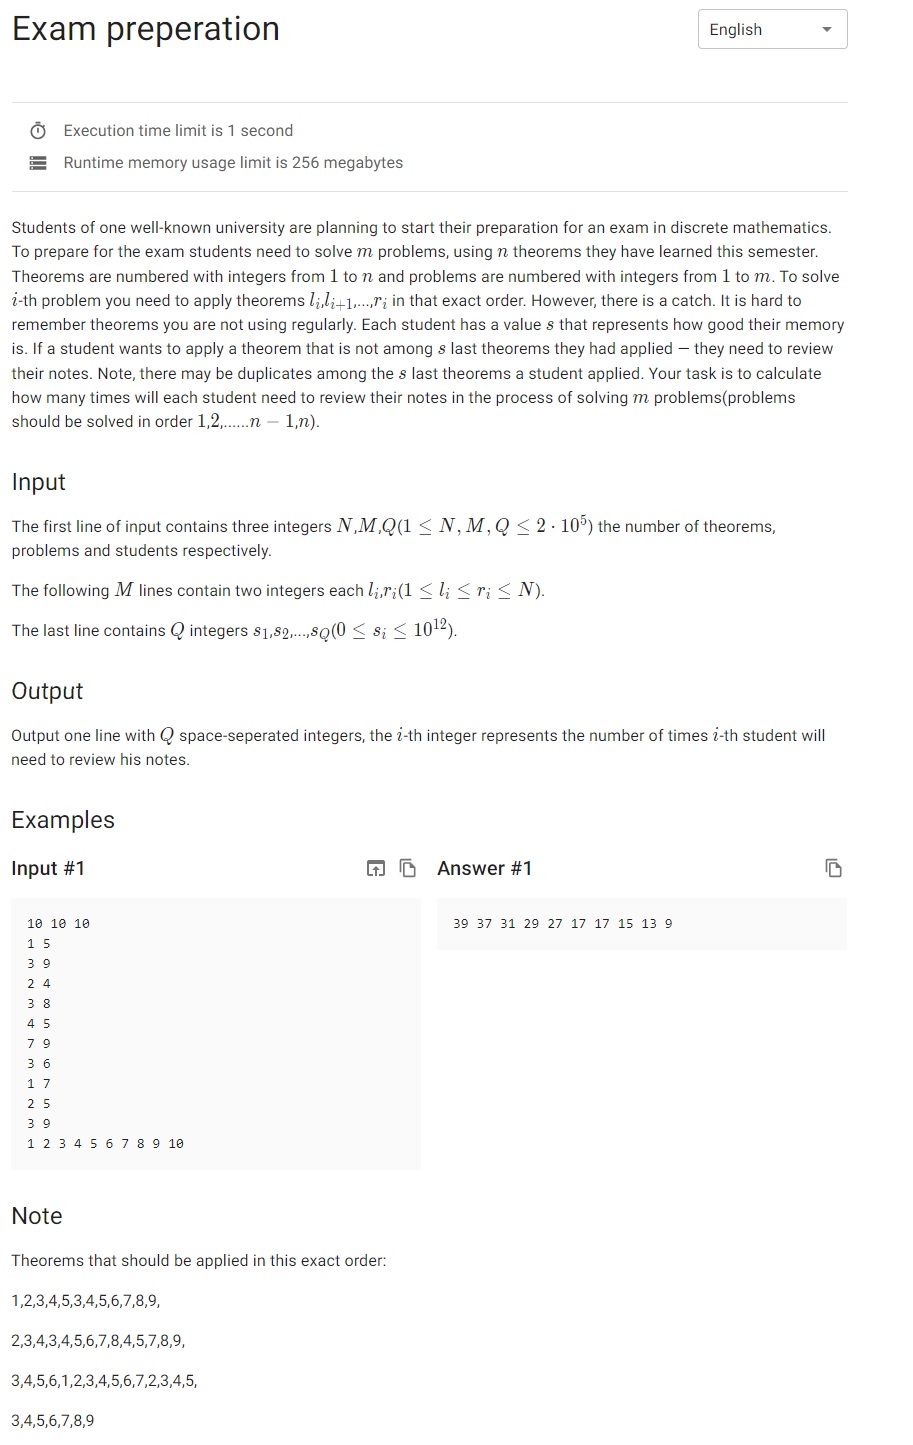 Exam preperation
English
Execution time limit is 1 second
Runtime memory usage limit is 256 megabytes
Students of one well-known university are planning to start their preparation for an exam in discrete mathematics.
To prepare for the exam students need to solve m problems, using n theorems they have learned this semester.
Theorems are numbered with integers from 1 to n and problems are numbered with integers from 1 to m. To solve
i-th problem you need to apply theorems l_i,l_{i+1},...,r_i in that exact order. However, there is a catch. It is hard to
remember theorems you are not using regularly. Each student has a value s that represents how good their memory
is. If a student wants to apply a theorem that is not among s last theorems they had applied – they need to review
their notes. Note, there may be duplicates among the s last theorems a student applied. Your task is to calculate
how many times will each student need to review their notes in the process of solving m problems(problems
should be solved in order 1,2,......n − 1,n).
Input
The first line of input contains three integers N,M,Q(1 ≤ N, M, Q ≤ 2 · 10^5) the number of theorems,
problems and students respectively.
The following M lines contain two integers each l_i,r_i(1 ≤ l_i ≤ r_i ≤ N).
The last line contains Q integers s_1,s_2,...,s_Q(0 ≤ s_i ≤ 10^{12}).
Output
Output one line with Q space-seperated integers, the i-th integer represents the number of times i-th student will
need to review his notes.
Examples
Input #1
Answer #1
10 10 10
1 5
3 9
2 4
3 8
4 5
7 9
3 6
1 7
2 5
3 9
1 2 3 4 5 6 7 8 9 10
39 37 31 29 27 17 17 15 13 9
Note
Theorems that should be applied in this exact order:
1,2,3,4,5,3,4,5,6,7,8,9,
2,3,4,3,4,5,6,7,8,4,5,7,8,9,
3,4,5,6,1,2,3,4,5,6,7,2,3,4,5,
3,4,5,6,7,8,9